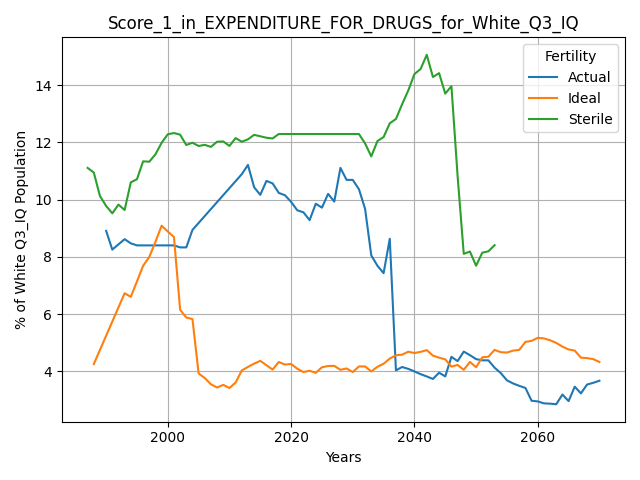 Score_1_in_EXPENDITURE_FOR_DRUGS_for_White_Q3_IQ
Fertility
Actual
Ideal
Sterile
% of White Q3_IQ Population
14
12
10
8
6
4
2000
2020
2040
2060
Years